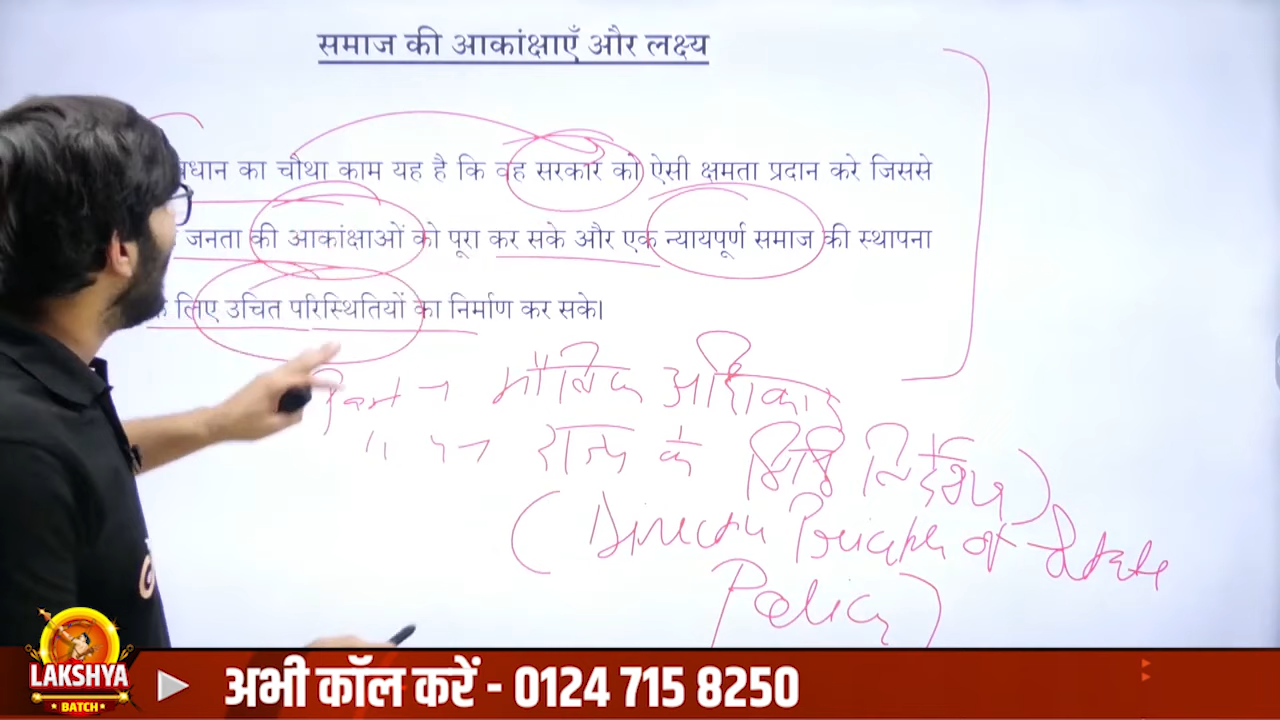 समाज की आकांक्षाएँ और लक्ष्य
का चौथा काम यह है कि वह सरकार को ऐसी क्षमता प्रदान करे जिससे
जनता की आकांक्षाओं को पूरा कर सके और एक न्यायपूर्ण समाज की स्थापना
लिए उचित परिस्थितियों का निर्माण कर सके।
Part → मौलिक अधिकार
राज्य के निर्देशक
of State
Policy)
LAKSHYA
BATCH
अभी कॉल करें - 0124 715 8250